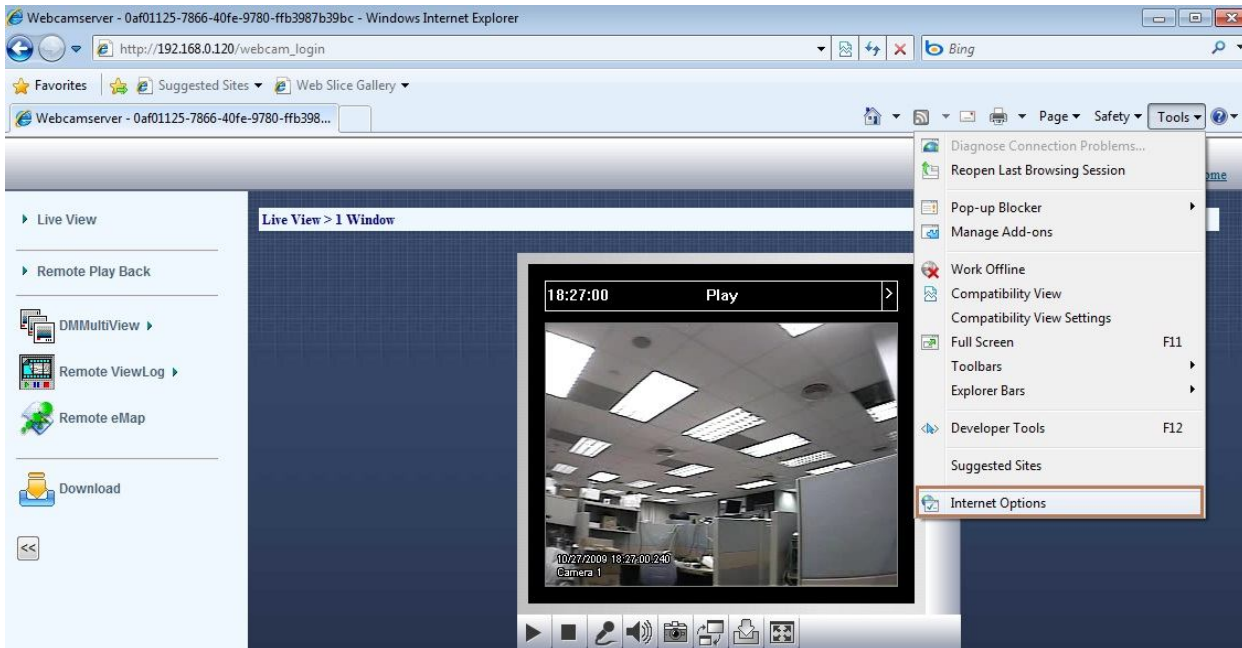 Webcamserver - 0af01125-7866-40fe-9780-ffb3987b39bc - Windows Internet Explorer
http://192.168.0.120/webcam_login
Bing
Favorites
Suggested Sites
Web Slice Gallery
Webcamserver - 0af01125-7866-40fe-9780-ffb398...
Page
Safety
Tools
Diagnose Connection Problems...
Reopen Last Browsing Session
Pop-up Blocker
Manage Add-ons
Work Offline
Compatibility View
Compatibility View Settings
Full Screen F11
Toolbars
Explorer Bars
Developer Tools F12
Suggested Sites
Internet Options
Live View
Remote Play Back
DMMultiView
Remote ViewLog
Remote eMap
Download
<<
Live View > 1 Window
18:27:00 Play >
10/27/2009 18:27:00.240
Camera 1